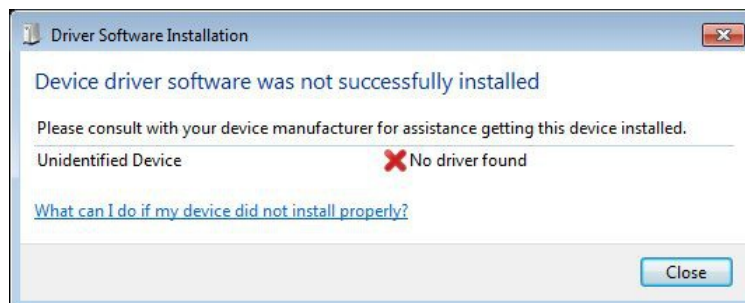 Driver Software Installation
Device driver software was not successfully installed
Please consult with your device manufacturer for assistance getting this device installed.
Unidentified Device No driver found
What can I do if my device did not install properly?
Close